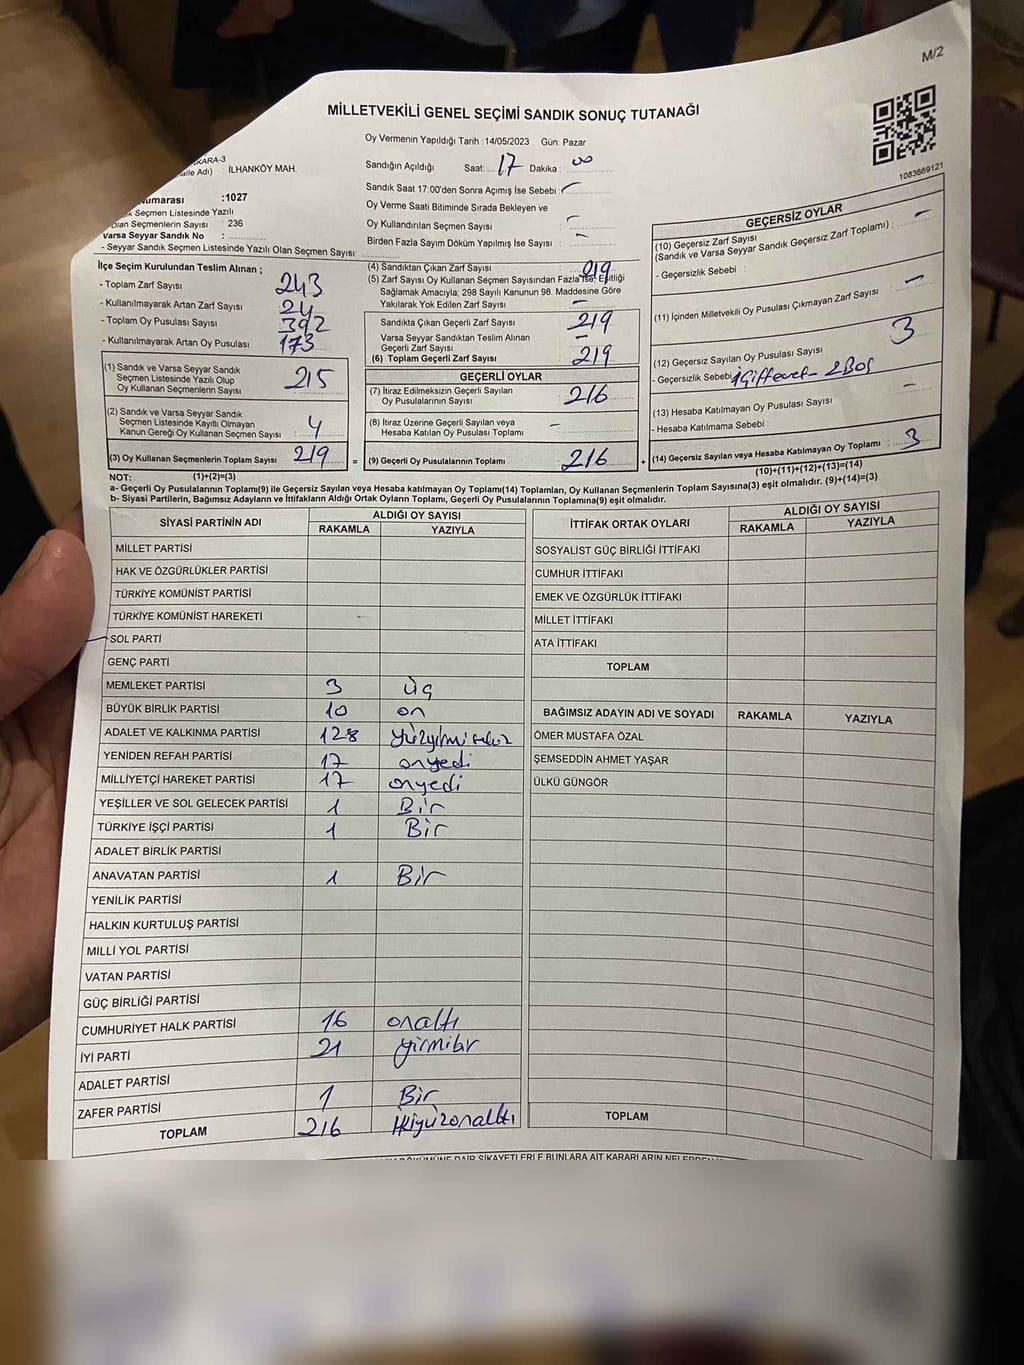 M/2
MİLLETVEKİLİ GENEL SEÇİMİ SANDIK SONUÇ TUTANAĞI
1083669121
Oy Vermenin Yapıldığı Tarih :14/05/2023 Gün: Pazar
KARA-3
Adı) İLHANKÖY MAH.
Sandığın Açıldığı Saat: 17 Dakika: 00
Sandık Saat 17:00'den Sonra Açımış İse Sebebi: -
Oy Verme Saati Bitiminde Sırada Bekleyen ve
Oy Kullandırılan Seçmen Sayısı -
Birden Fazla Sayım Döküm Yapılmış İse Sayısı -
Numarası :1027
Seçmen Listesinde Yazılı
Olan Seçmenlerin Sayısı : 236
Varsa Seyyar Sandık No :
- Seyyar Sandık Seçmen Listesinde Yazılı Olan Seçmen Sayısı:
İlçe Seçim Kurulundan Teslim Alınan ;
- Toplam Zarf Sayısı 243
- Kullanılmayarak Artan Zarf Sayısı 24
- Toplam Oy Pusulası Sayısı 392
- Kullanılmayarak Artan Oy Pusulası 173
(1) Sandık ve Varsa Seyyar Sandık
Seçmen Listesinde Yazılı Olup
Oy Kullanan Seçmenlerin Sayısı : 215
(2) Sandık ve Varsa Seyyar Sandık
Seçmen Listesinde Kayıtlı Olmayan
Kanun Gereği Oy Kullanan Seçmen Sayısı : 4
(3) Oy Kullanan Seçmenlerin Toplam Sayısı : 219 =
(4) Sandıktan Çıkan Zarf Sayısı 219
(5) Zarf Sayısı Oy Kullanan Seçmen Sayısından Fazla İse, Eşitliği
Sağlamak Amacıyla; 298 Sayılı Kanunun 98. Maddesine Göre
Yakılarak Yok Edilen Zarf Sayısı -
Sandıkta Çıkan Geçerli Zarf Sayısı 219
Varsa Seyyar Sandıktan Teslim Alınan
Geçerli Zarf Sayısı -
(6) Toplam Geçerli Zarf Sayısı 219
GEÇERLİ OYLAR
(7) İtiraz Edilmeksizin Geçerli Sayılan
Oy Pusulalarının Sayısı : 216
(8) İtiraz Üzerine Geçerli Sayılan veya
Hesaba Katılan Oy Pusulası Toplamı : -
(9) Geçerli Oy Pusulalarının Toplamı : 216 +
GEÇERSİZ OYLAR
(10) Geçersiz Zarf Sayısı
(Sandık ve Varsa Seyyar Sandık Geçersiz Zarf Toplamı) : -
- Geçersizlik Sebebi :
(11) İçinden Milletvekili Oy Pusulası Çıkmayan Zarf Sayısı -
(12) Geçersiz Sayılan Oy Pusulası Sayısı 3
- Geçersizlik Sebebi : 2 Boş
(13) Hesaba Katılmayan Oy Pusulası Sayısı -
- Hesaba Katılmama Sebebi :
(14) Geçersiz Sayılan veya Hesaba Katılmayan Oy Toplamı : 3
(10)+(11)+(12)+(13)=(14)
NOT: (1)+(2)=(3)
a- Geçerli Oy Pusulalarının Toplamı(9) ile Geçersiz Sayılan veya Hesaba Katılmayan Oy Toplamı(14) Toplamları, Oy Kullanan Seçmenlerin Toplam Sayısına(3) eşit olmalıdır. (9)+(14)=(3)
b- Siyasi Partilerin, Bağımsız Adayların ve İttifakların Aldığı Ortak Oyların Toplamı, Geçerli Oy Pusulalarının Toplamına(9) eşit olmalıdır.
SİYASİ PARTİNİN ADI ALDIĞI OY SAYISI
RAKAMLA YAZIYLA
MİLLET PARTİSİ
HAK VE ÖZGÜRLÜKLER PARTİSİ
TÜRKİYE KOMÜNİST PARTİSİ
TÜRKİYE KOMÜNİST HAREKETİ
SOL PARTİ
GENÇ PARTİ
MEMLEKET PARTİSİ 3 üç
BÜYÜK BİRLİK PARTİSİ 10 on
ADALET VE KALKINMA PARTİSİ 128
YENİDEN REFAH PARTİSİ 17 onyedi
MİLLİYETÇİ HAREKET PARTİSİ 17 onyedi
YEŞİLLER VE SOL GELECEK PARTİSİ 1 Bir
TÜRKİYE İŞÇİ PARTİSİ 1 Bir
ADALET BİRLİK PARTİSİ
ANAVATAN PARTİSİ 1 Bir
YENİLİK PARTİSİ
HALKIN KURTULUŞ PARTİSİ
MİLLİ YOL PARTİSİ
VATAN PARTİSİ
GÜÇ BİRLİĞİ PARTİSİ
CUMHURİYET HALK PARTİSİ 16 onaltı
İYİ PARTİ 21 yirmibir
ADALET PARTİSİ
ZAFER PARTİSİ 1 Bir
TOPLAM 216 ikiyüzonaltı
İTTİFAK ORTAK OYLARI ALDIĞI OY SAYISI
RAKAMLA YAZIYLA
SOSYALİST GÜÇ BİRLİĞİ İTTİFAKI
CUMHUR İTTİFAKI
EMEK VE ÖZGÜRLÜK İTTİFAKI
MİLLET İTTİFAKI
ATA İTTİFAKI
TOPLAM
BAĞIMSIZ ADAYIN ADI VE SOYADI RAKAMLA YAZIYLA
ÖMER MUSTAFA ÖZAL
ŞEMSEDDİN AHMET YAŞAR
ÜLKÜ GÜNGÖR
TOPLAM
DAİR ŞİKAYETLERLE BUNLARA AİT KARARLARIN